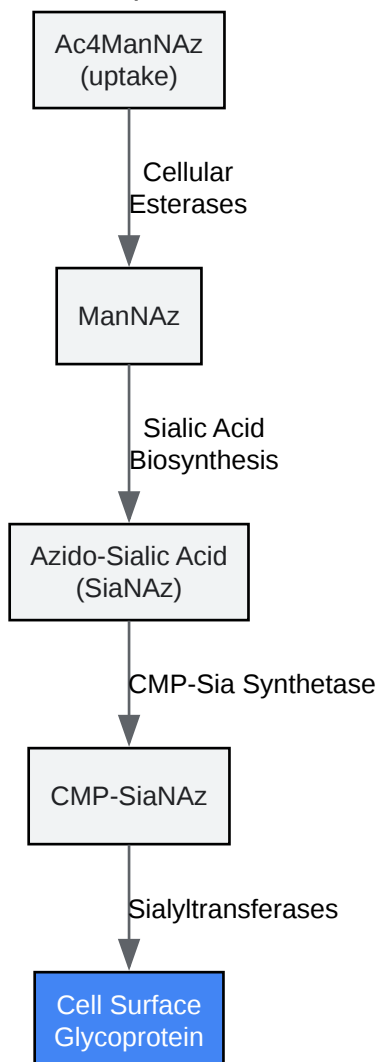 Ac4ManNAz
(uptake)
Cellular
Esterases
ManNAz
Sialic Acid
Biosynthesis
Azido-Sialic Acid
(SiaNAz)
CMP-Sia Synthetase
CMP-SiaNAz
Sialyltransferases
Cell Surface
Glycoprotein